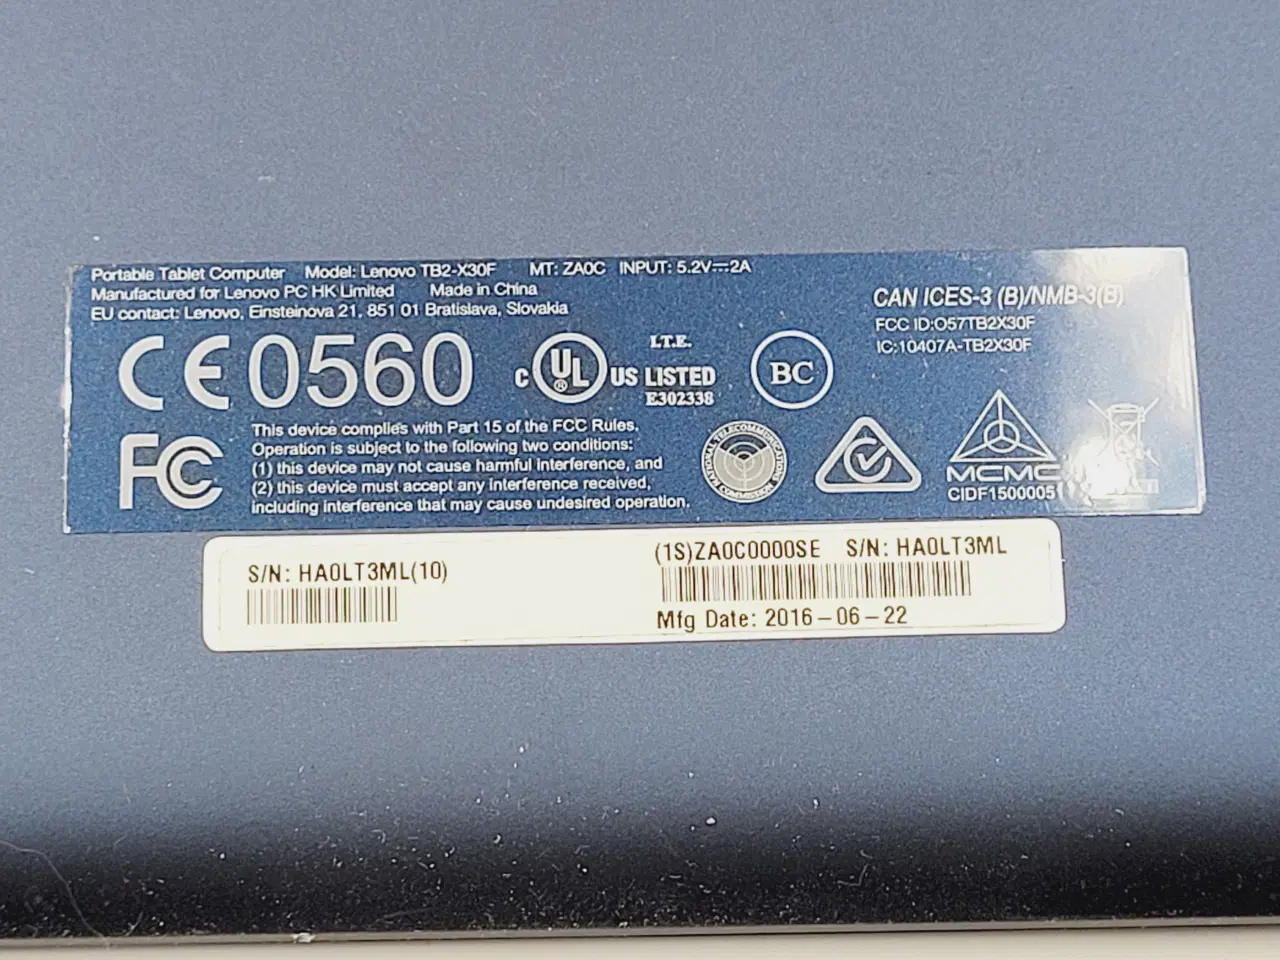 Portable Tablet Computer Model: Lenovo TB2-X30F MT: ZA0C INPUT: 5.2V⎓2A
Manufactured for Lenovo PC HK Limited Made in China
EU contact: Lenovo, Einsteinova 21, 851 01 Bratislava, Slovakia
CAN ICES-3 (B)/NMB-3(B)
FCC ID:O57TB2X30F
IC:10407A-TB2X30F
CE0560
C UL ® US LISTED
I.T.E.
E302338
BC
FC
This device complies with Part 15 of the FCC Rules.
Operation is subject to the following two conditions:
(1) this device may not cause harmful interference, and
(2) this device must accept any interference received,
including interference that may cause undesired operation.
NATIONAL TELECOMMUNICATIONS COMMISSION
MCMC
CIDF1500005
S/N: HA0LT3ML(10)
(1S)ZA0C0000SE S/N: HA0LT3ML
Mfg Date: 2016-06-22